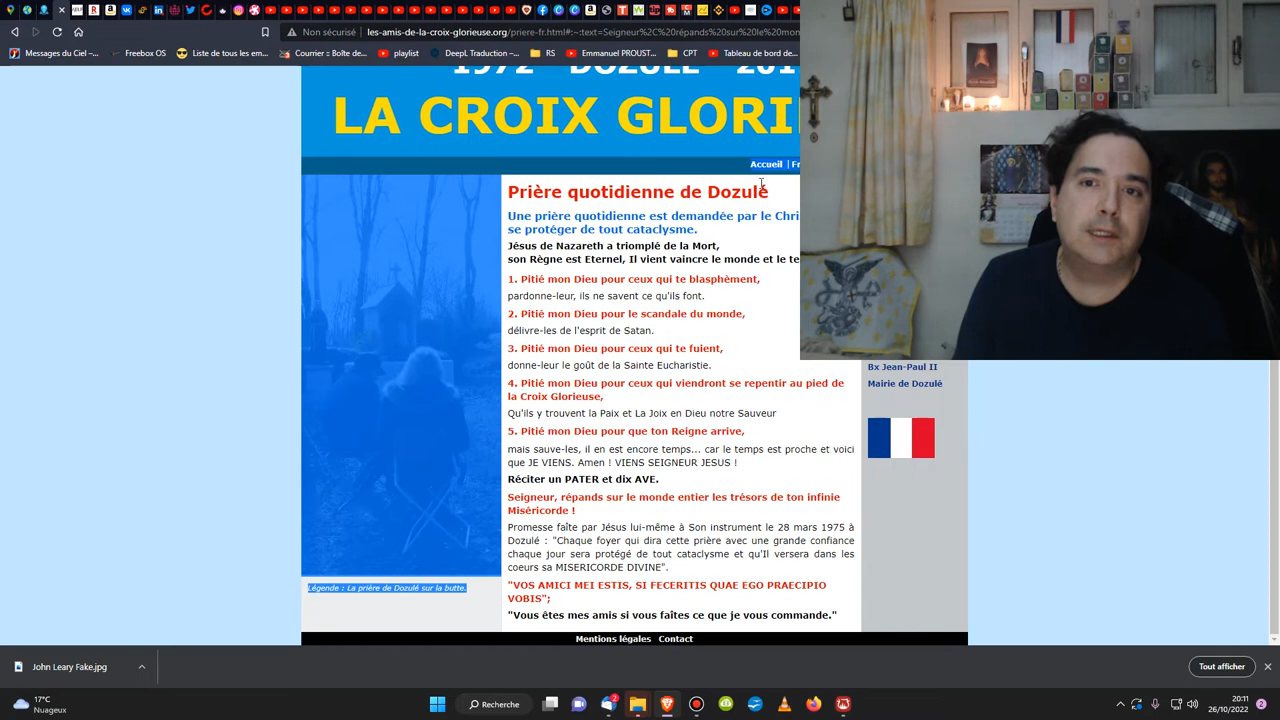 Non sécurisé
les-amis-de-la-croix-glorieuse.org/priere-fr.html#:~:text=Seigneur%2C%20répands%20sur%20le%20mon
Messages du Ciel -...
Freebox OS
Liste de tous les em...
Courrier :: Boîte de...
playlist
DeepL Traduction –...
RS
Emmanuel PROUST...
CPT
Tableau de bord de...
LA CROIX GLORI
Accueil | Fr
Prière quotidienne de Dozulé
Une prière quotidienne est demandée par le Chri
se protéger de tout cataclysme.
Jésus de Nazareth a triomplé de la Mort,
son Règne est Eternel, Il vient vaincre le monde et le te
1. Pitié mon Dieu pour ceux qui te blasphèment,
pardonne-leur, ils ne savent ce qu'ils font.
2. Pitié mon Dieu pour le scandale du monde,
délivre-les de l'esprit de Satan.
3. Pitié mon Dieu pour ceux qui te fuient,
donne-leur le goût de la Sainte Eucharistie.
4. Pitié mon Dieu pour ceux qui viendront se repentir au pied de
la Croix Glorieuse,
Qu'ils y trouvent la Paix et La Joix en Dieu notre Sauveur
5. Pitié mon Dieu pour que ton Reigne arrive,
mais sauve-les, il en est encore temps... car le temps est proche et voici
que JE VIENS. Amen ! VIENS SEIGNEUR JESUS !
Réciter un PATER et dix AVE.
Seigneur, répands sur le monde entier les trésors de ton infinie
Miséricorde !
Promesse faîte par Jésus lui-même à Son instrument le 28 mars 1975 à
Dozulé : "Chaque foyer qui dira cette prière avec une grande confiance
chaque jour sera protégé de tout cataclysme et qu'Il versera dans les
coeurs sa MISERICORDE DIVINE".
"VOS AMICI MEI ESTIS, SI FECERITIS QUAE EGO PRAECIPIO
VOBIS";
"Vous êtes mes amis si vous faîtes ce que je vous commande."
Bx Jean-Paul II
Mairie de Dozulé
Légende : La prière de Dozulé sur la butte.
Mentions légales Contact
John Leary Fake.jpg
Tout afficher
17°C
Nuageux
Recherche
2
20:11
26/10/2022
2